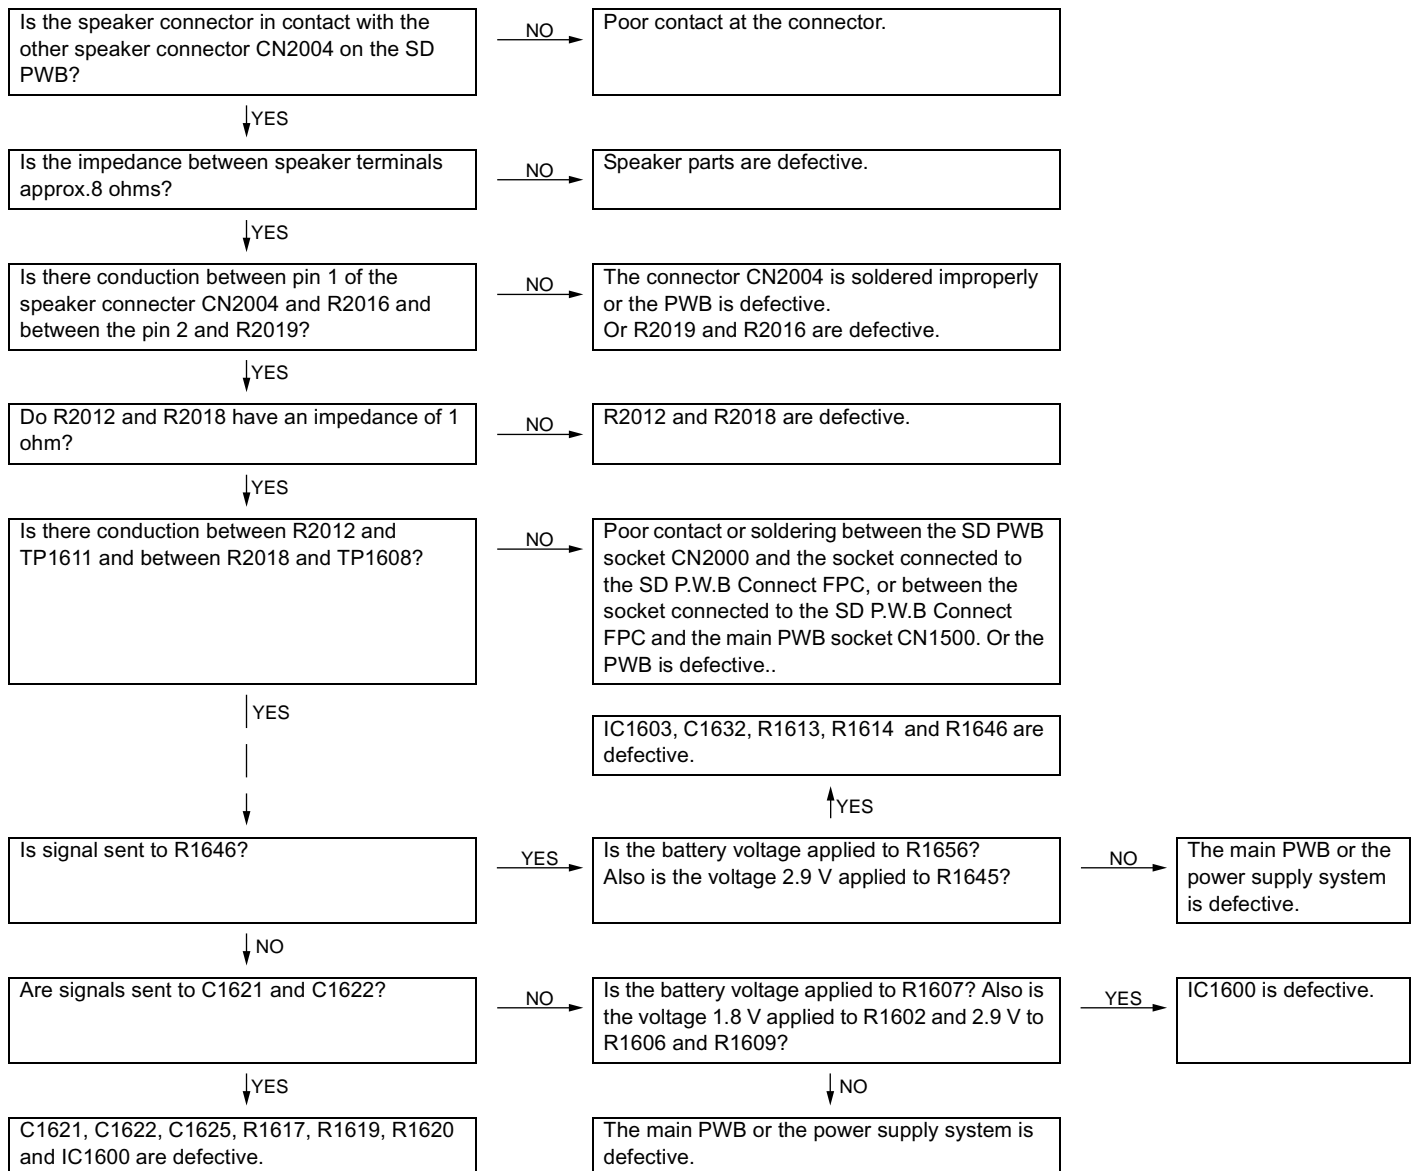 Is the speaker connector in contact with the
other speaker connector CN2004 on the SD
PWB?
NO
Poor contact at the connector.
YES
Is the impedance between speaker terminals
approx.8 ohms?
NO
Speaker parts are defective.
YES
Is there conduction between pin 1 of the
speaker connecter CN2004 and R2016 and
between the pin 2 and R2019?
NO
The connector CN2004 is soldered improperly
or the PWB is defective.
Or R2019 and R2016 are defective.
YES
Do R2012 and R2018 have an impedance of 1
ohm?
NO
R2012 and R2018 are defective.
YES
Is there conduction between R2012 and
TP1611 and between R2018 and TP1608?
NO
Poor contact or soldering between the SD PWB
socket CN2000 and the socket connected to
the SD P.W.B Connect FPC, or between the
socket connected to the SD P.W.B Connect
FPC and the main PWB socket CN1500. Or the
PWB is defective..
YES
IC1603, C1632, R1613, R1614 and R1646 are
defective.
YES
Is signal sent to R1646?
YES
Is the battery voltage applied to R1656?
Also is the voltage 2.9 V applied to R1645?
NO
The main PWB or the
power supply system
is defective.
NO
Are signals sent to C1621 and C1622?
NO
Is the battery voltage applied to R1607? Also is
the voltage 1.8 V applied to R1602 and 2.9 V to
R1606 and R1609?
YES
IC1600 is defective.
YES
NO
C1621, C1622, C1625, R1617, R1619, R1620
and IC1600 are defective.
The main PWB or the power supply system is
defective.